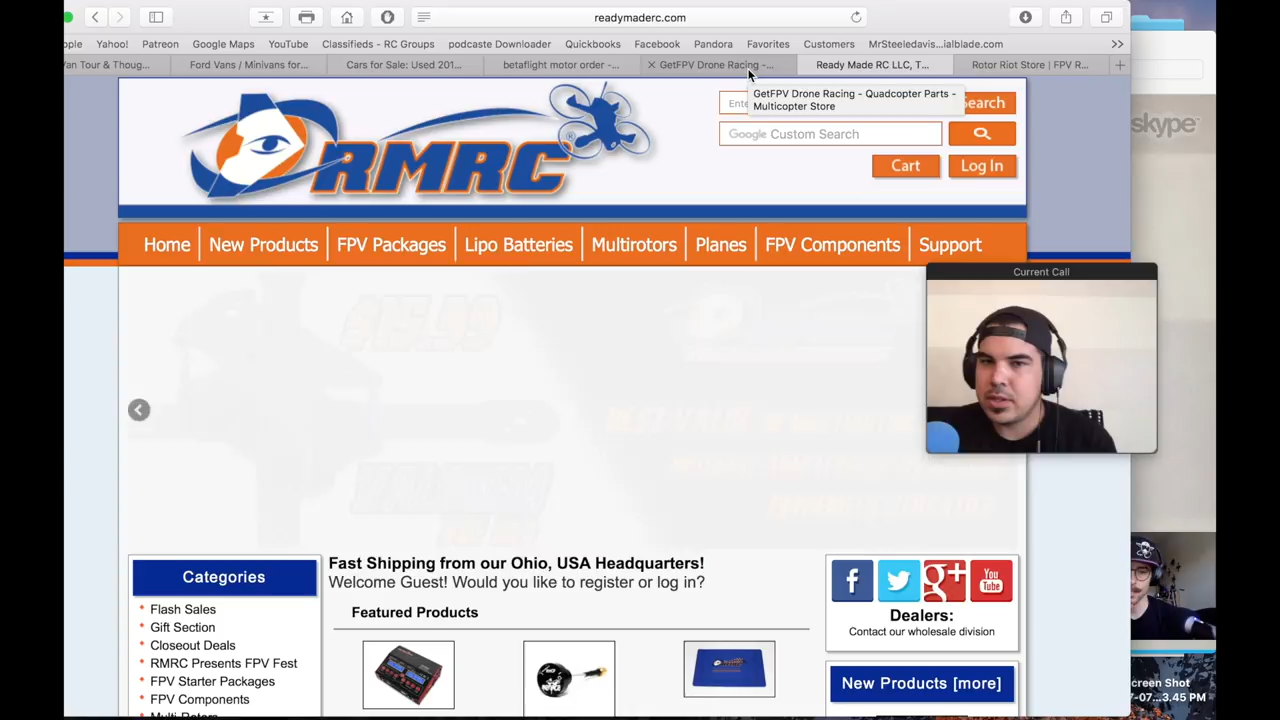 readymaderc.com
ople Yahoo! Patreon Google Maps YouTube Classifieds - RC Groups podcaste Downloader Quickbooks Facebook Pandora Favorites Customers MrSteeledavis...ialblade.com
Van Tour & Thoug... Ford Vans / Minivans for... Cars for Sale: Used 201... betaflight motor order -... GetFPV Drone Racing -... Ready Made RC LLC, T... Rotor Riot Store | FPV R...
GetFPV Drone Racing - Quadcopter Parts -
Multicopter Store
Ente
Search
skype
Google Custom Search
RMRC
®
Cart Log In
Home New Products FPV Packages Lipo Batteries Multirotors Planes FPV Components Support
Current Call
$15.99
Fast Shipping from our Ohio, USA Headquarters!
Welcome Guest! Would you like to register or log in?
Featured Products
Categories
Flash Sales
Gift Section
Closeout Deals
RMRC Presents FPV Fest
FPV Starter Packages
FPV Components
Multi Rotors
f g+ You Tube
Dealers:
Contact our wholesale division
New Products [more]
creen Shot
-07...3.45 PM